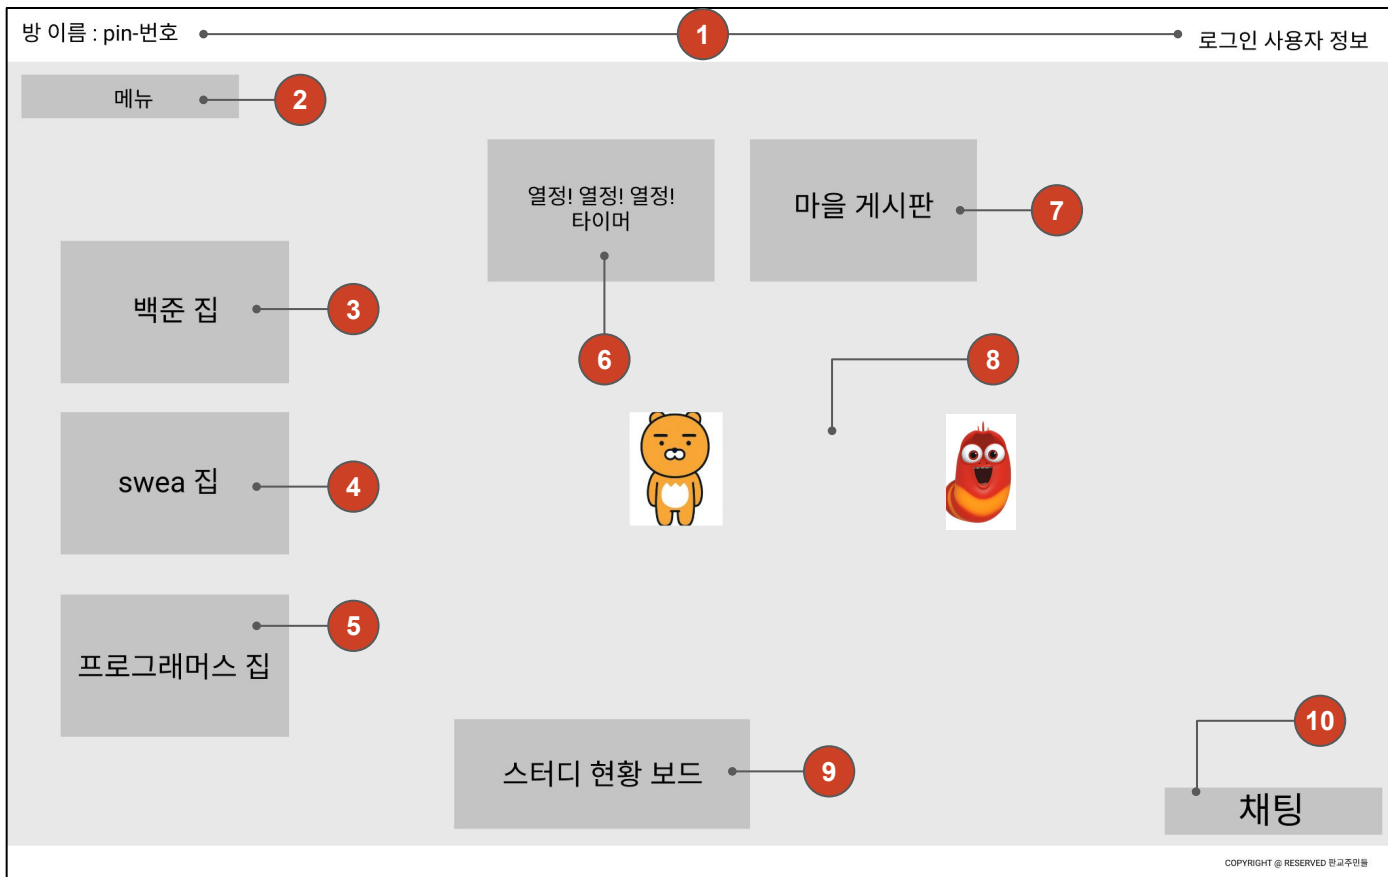 방 이름 : pin-번호
1
로그인 사용자 정보
메뉴
2
열정! 열정! 열정!
타이머
6
마을 게시판
7
백준 집
3
8
swea 집
4
프로그래머스 집
5
스터디 현황 보드
9
10
채팅
COPYRIGHT @ RESERVED 판교주민들